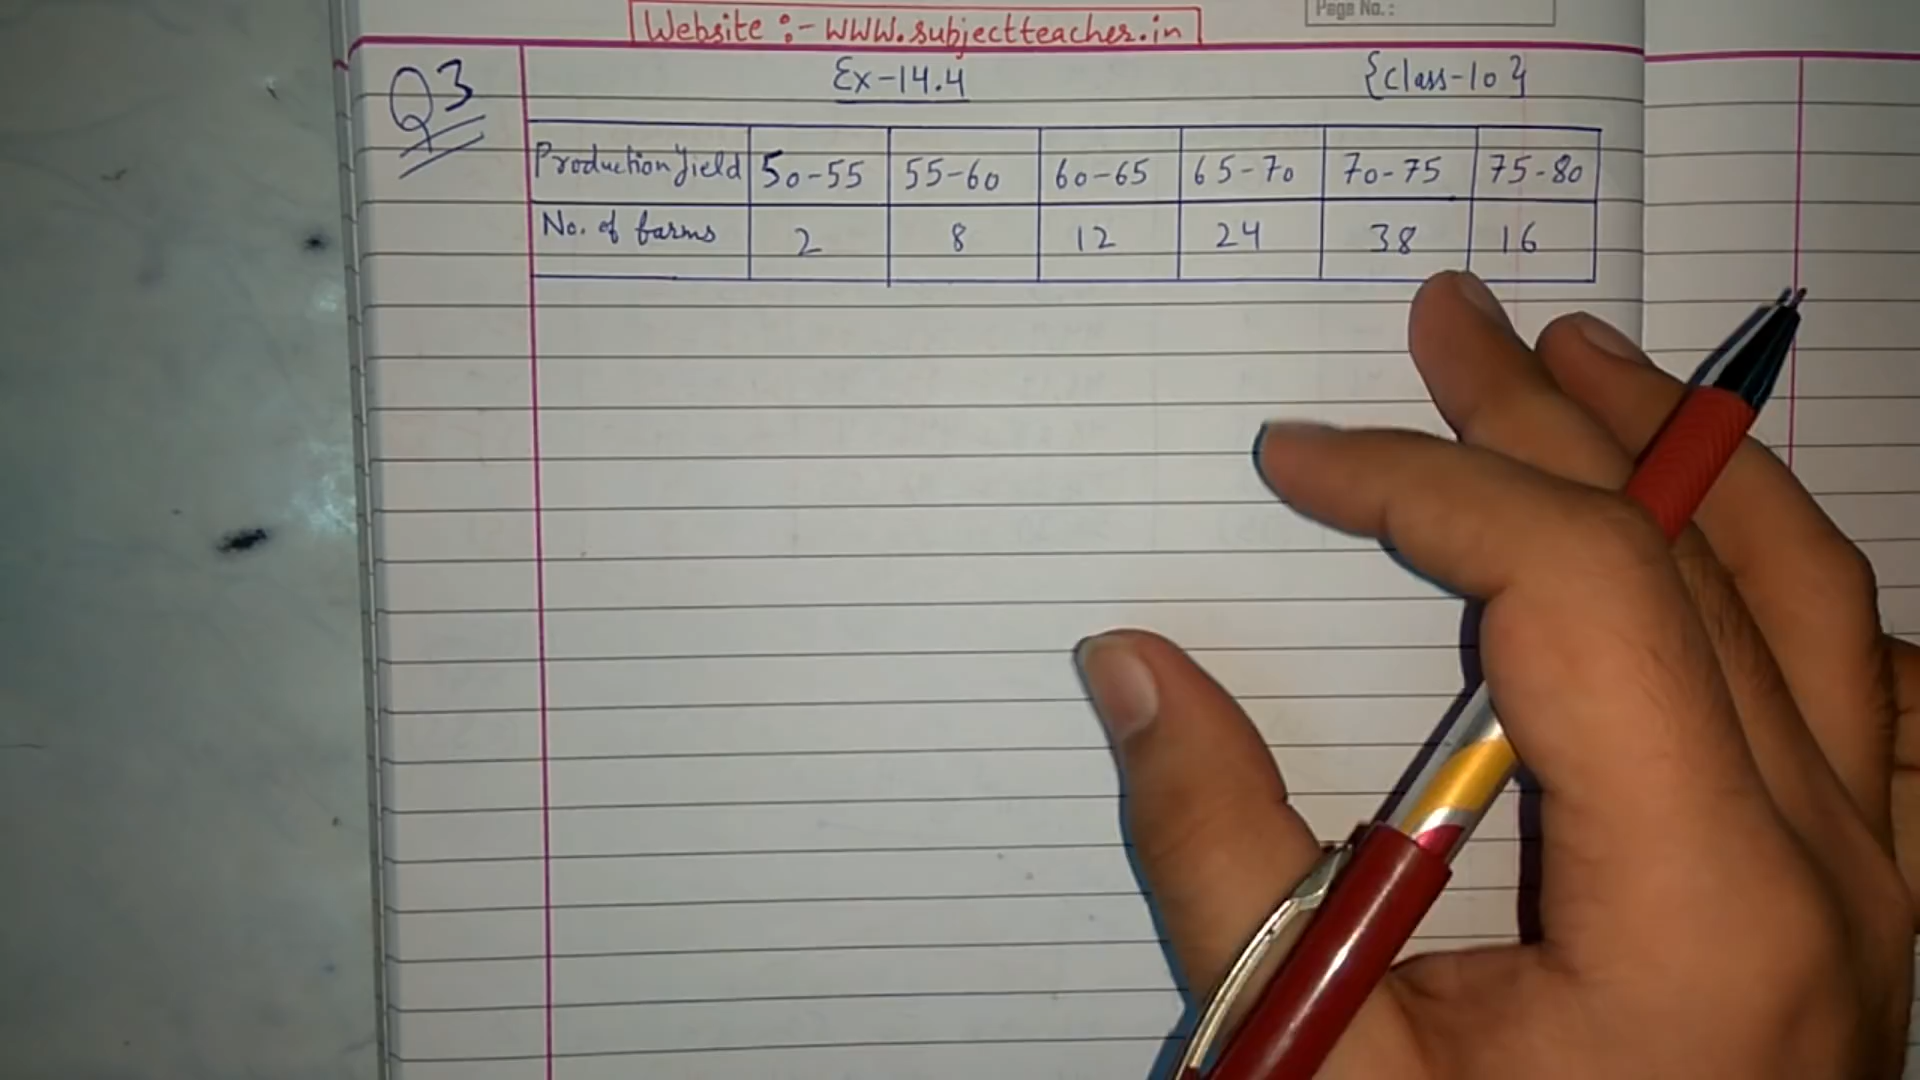 Website :- WWW.subjectteacher.in
Page No. :
Q3
Ex-14.4
{Class-10}
Production Yield 50-55 55-60 60-65 65-70 70-75 75-80
No. of farms 2 8 12 24 38 16